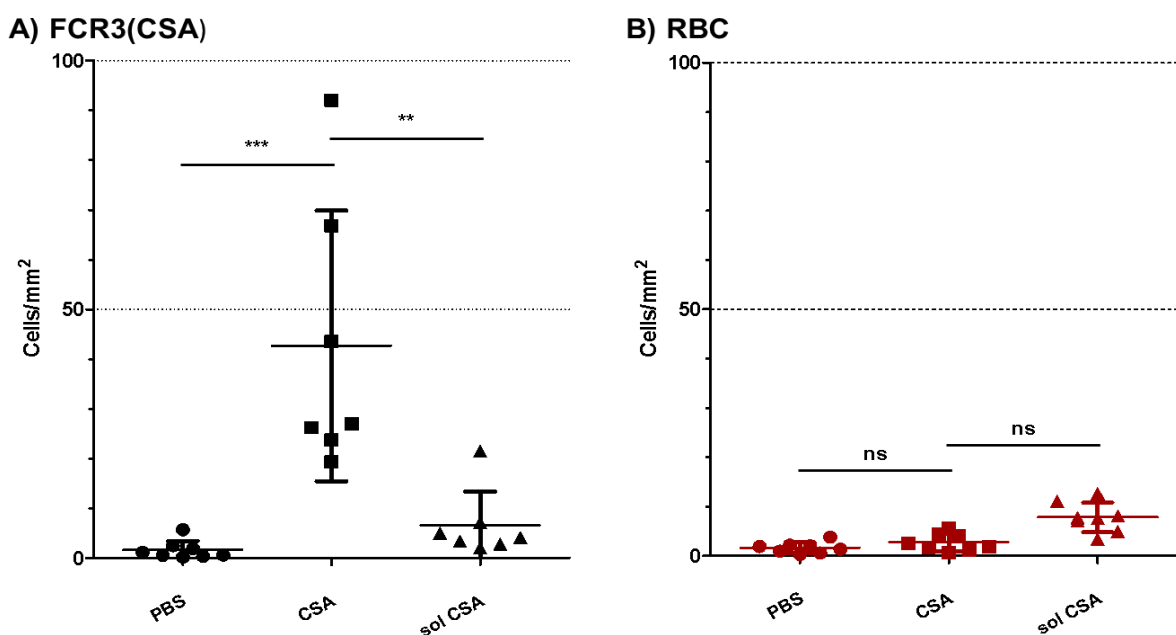 A) FCR3(CSA)
100
50
0
Cells/mm²
***
**
PBS
CSA
sol CSA
B) RBC
100
50
0
Cells/mm²
ns
ns
PBS
CSA
sol CSA